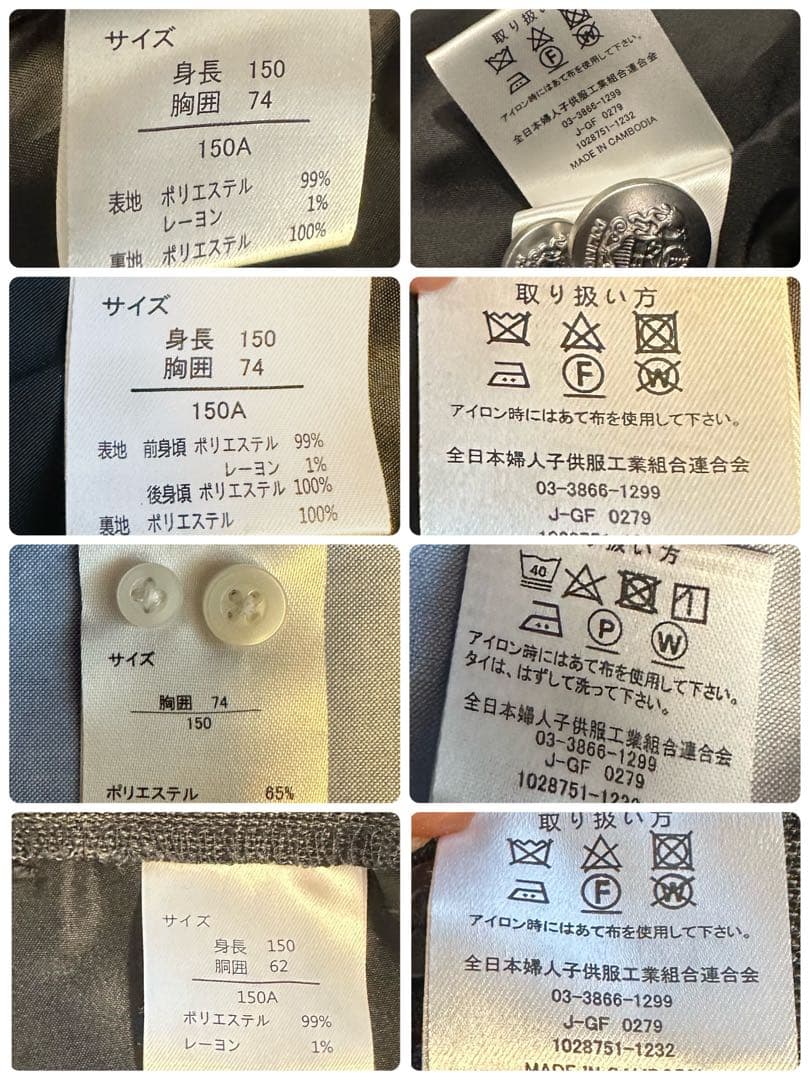 サイズ
身長 150
胸囲 74
150A
表地 ポリエステル 99%
レーヨン 1%
裏地 ポリエステル 100%
取り扱い方
アイロン時にはあて布を使用して下さい。
全日本婦人子供服工業組合連合会
03-3866-1299
J-GF 0279
1028751-1232
MADE IN CAMBODIA
サイズ
身長 150
胸囲 74
150A
表地 前身頃 ポリエステル 99%
レーヨン 1%
後身頃 ポリエステル 100%
裏地 ポリエステル 100%
取り扱い方
F
W
アイロン時にはあて布を使用して下さい。
全日本婦人子供服工業組合連合会
03-3866-1299
J-GF 0279
1028751-1232
サイズ
胸囲 74
150
ポリエステル 65%
取り扱い方
40
P
W
アイロン時にはあて布を使用して下さい。
タイは、はずして洗って下さい。
全日本婦人子供服工業組合連合会
03-3866-1299
J-GF 0279
1028751-1232
サイズ
身長 150
胴囲 62
150A
ポリエステル 99%
レーヨン 1%
取り扱い方
F
W
アイロン時にはあて布を使用して下さい。
全日本婦人子供服工業組合連合会
03-3866-1299
J-GF 0279
1028751-1232
MADE IN CAMBODIA